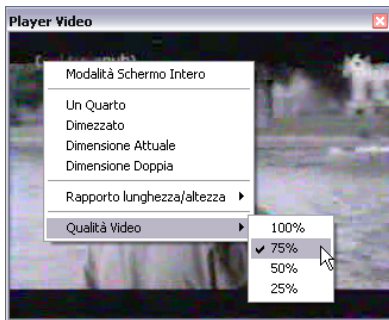 Player Video
Modalità Schermo Intero
Un Quarto
Dimezzato
Dimensione Attuale
Dimensione Doppia
Rapporto lunghezza/altezza
Qualità Video
100%
75%
50%
25%